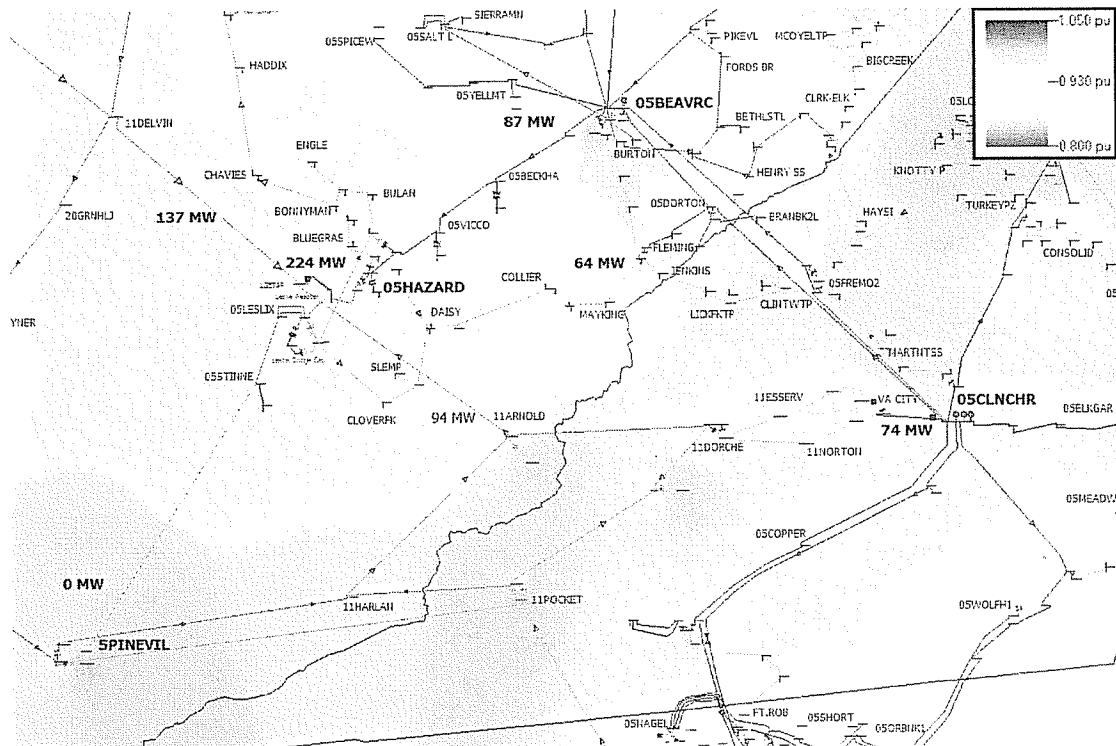 SIERRAMN
05SPICEW
05SALT L
PIKEVL
MCOYELTP
1.050 pu
BIGCREEK
FORDS BR
0.930 pu
HADDIX
05YELLMT
05BEAVRC
CLRK-ELK
11DELVIN
87 MW
BETHLSTL
0.800 pu
ENGLE
BURTON
KNOTTY P
CHAVIES
05BECKHA
HENRY SS
BULAN
20GRNHLJ
BONNYMAN
05DORTON
TURKEYPZ
137 MW
05VICCO
BRANBK2L
HAYSI
BLUEGRAS
FLEMING
CONSOLID
224 MW
64 MW
JENKINS
05HAZARD
COLLIER
05FREMO2
CLINTWTP
05LESLIX
DAISY
MAYKING
LICKFKTP
YNER
SLEMP
05STINNE
11JESSERV
VA CITY
05CLNCHR
CLOVERFK
94 MW
11ARNOLD
05ELKGAR
74 MW
11DORCHE
11NORTON
05MEADW
05COPPER
0 MW
11HARLAN
11POCKET
05WOLFHI
5PINEVIL
05NAGEL
FT.ROB
05SHORT